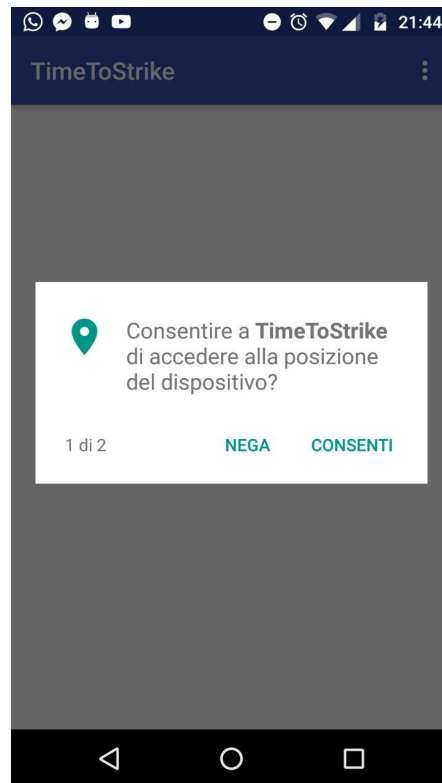 21:44
TimeToStrike
Consentire a TimeToStrike
di accedere alla posizione
del dispositivo?
1 di 2 NEGA CONSENTI